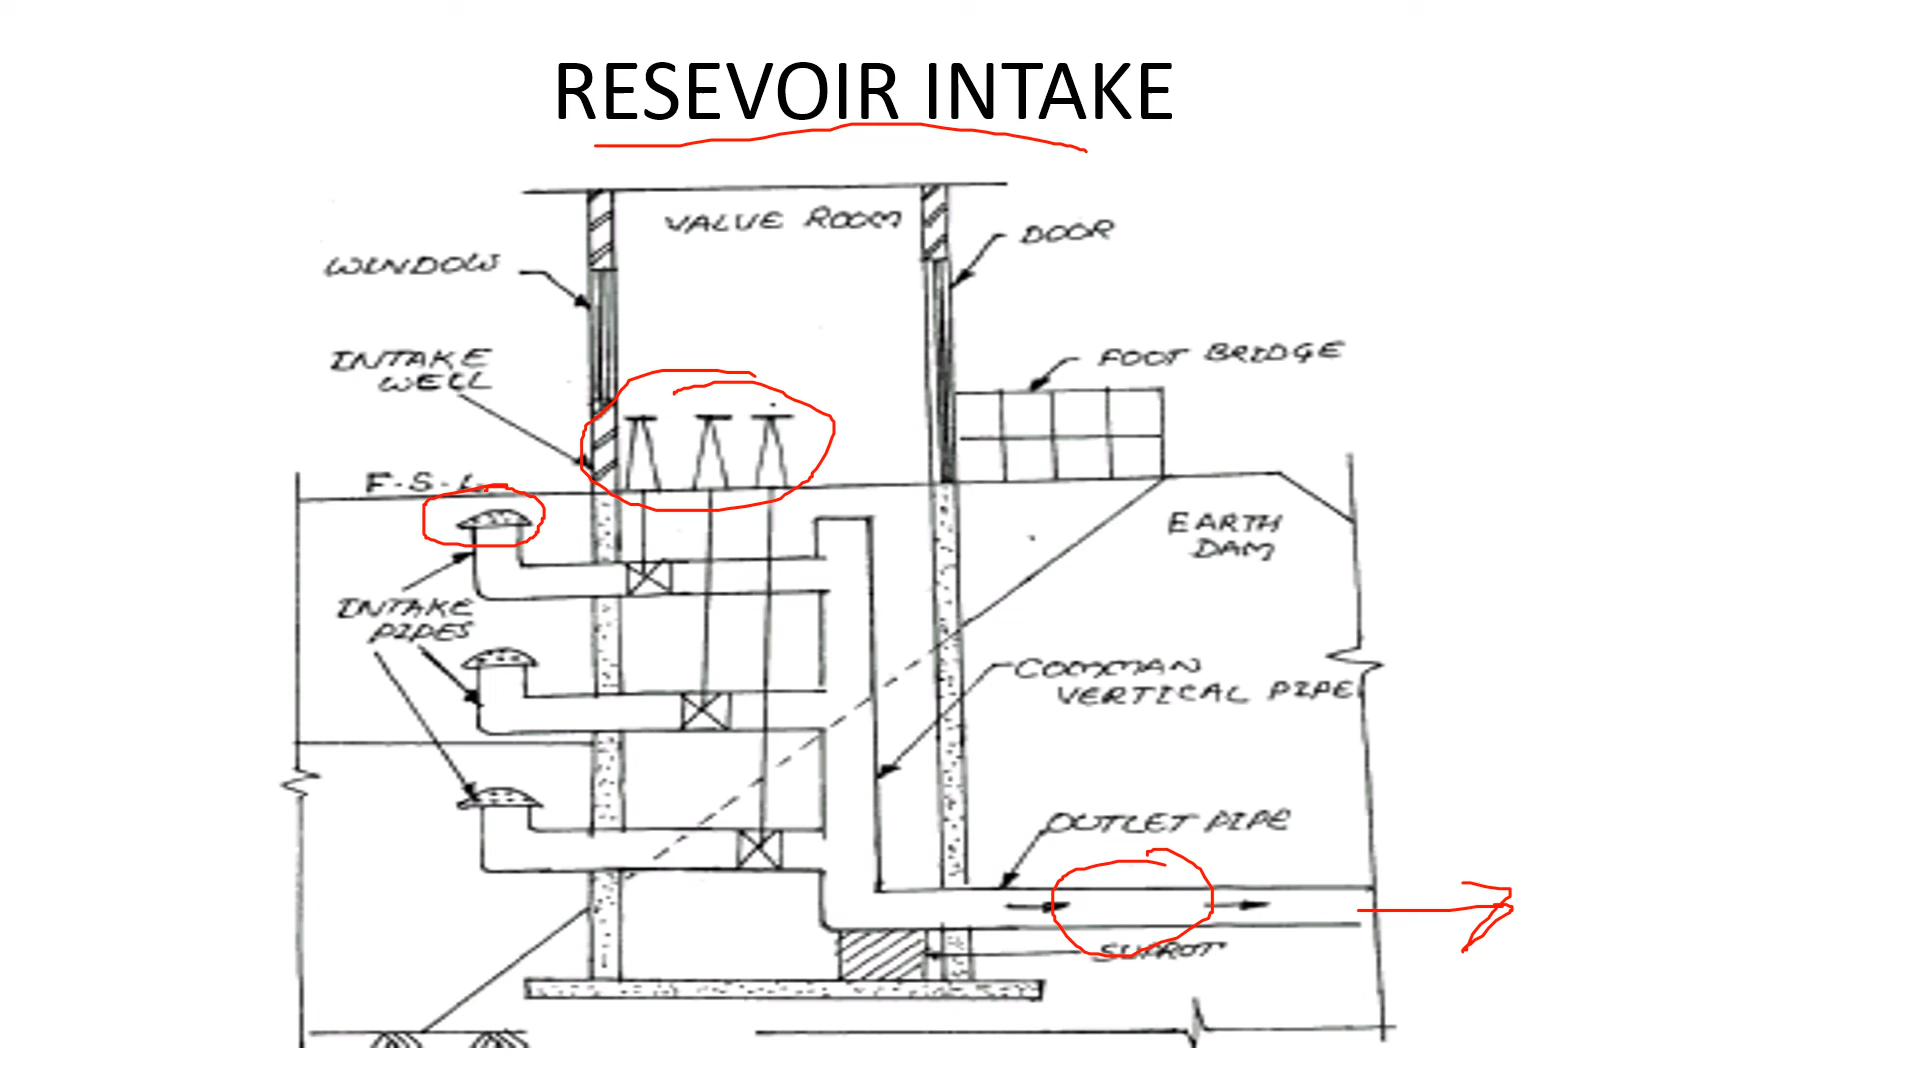 RESEVOIR INTAKE
VALUE ROOM
DOOR
WINDOW
FOOT BRIDGE
INTAKE
WELL
F.S.L.
EARTH
DAM
INTAKE
PIPES
COMMAN
VERTICAL PIPE
OUTLET PIPE